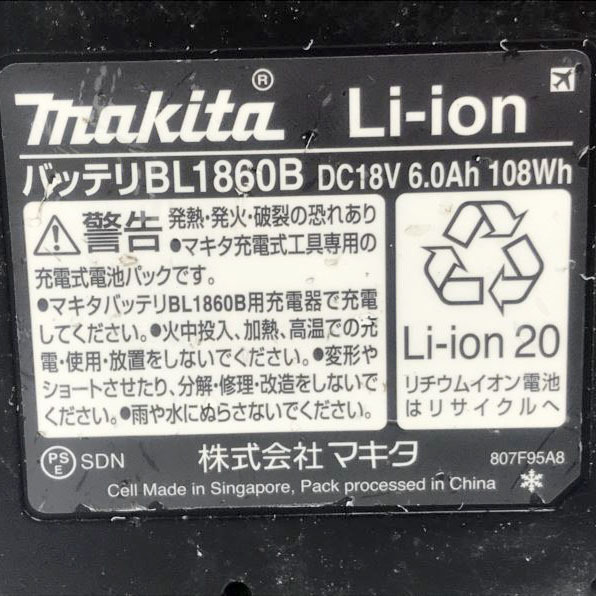 makita® Li-ion
バッテリBL1860B DC18V 6.0Ah 108Wh
警告 発熱・発火・破裂の恐れあり
●マキタ充電式工具専用の
充電式電池パックです。
●マキタバッテリBL1860B用充電器で充電
してください。●火中投入、加熱、高温での充
電・使用・放置をしないでください。●変形や
ショートさせたり、分解・修理・改造をしないで
ください。●雨や水にぬらさないでください。
Li-ion 20
リチウムイオン電池
はリサイクルへ
PS
E SDN 株式会社 マキタ 807F95A8
Cell Made in Singapore, Pack processed in China